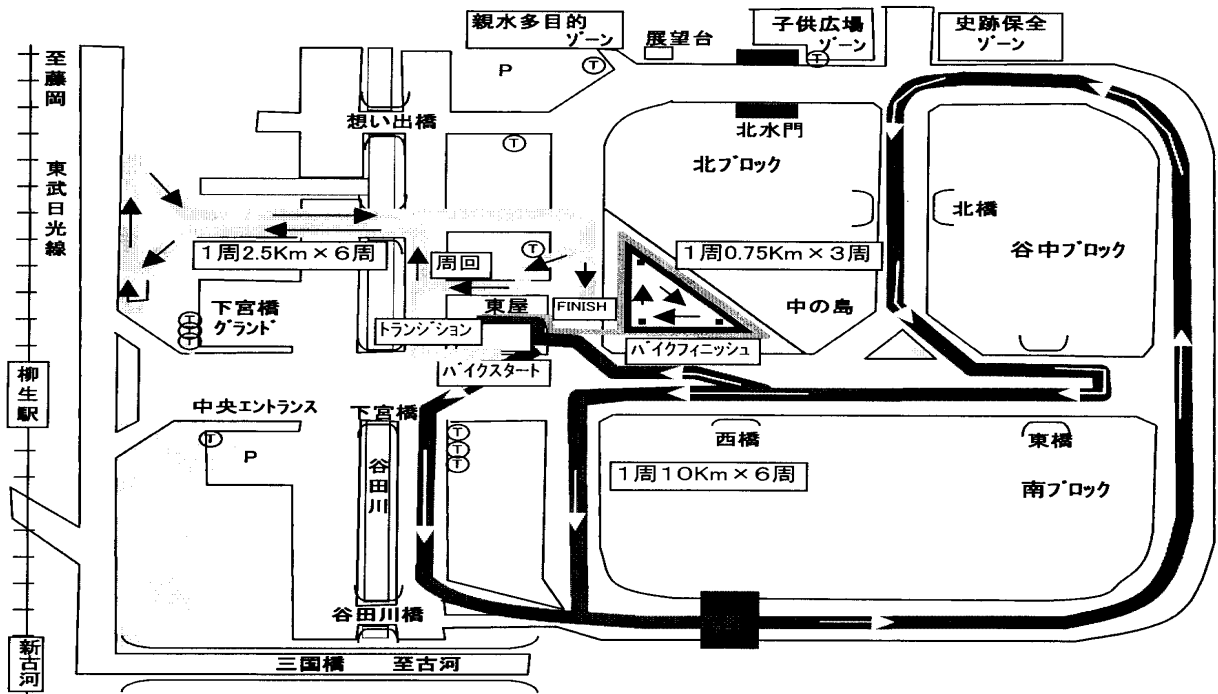 親水多目的
ゾーン
展望台
子供広場
ゾーン
史跡保全
ゾーン
至藤岡
P
T
T
想い出橋
T
北水門
北ブロック
東武日光線
北橋
谷中ブロック
1周2.5Km×6周
周回
T
1周0.75Km×3周
下宮橋
グランド
T
T
T
東屋
FINISH
中の島
トランジション
バイクフィニッシュ
バイクスタート
柳生駅
中央エントランス
下宮橋
T
P
T
T
T
西橋
東橋
谷田川
1周10Km×6周
南ブロック
谷田川橋
新古河
三国橋 至古河